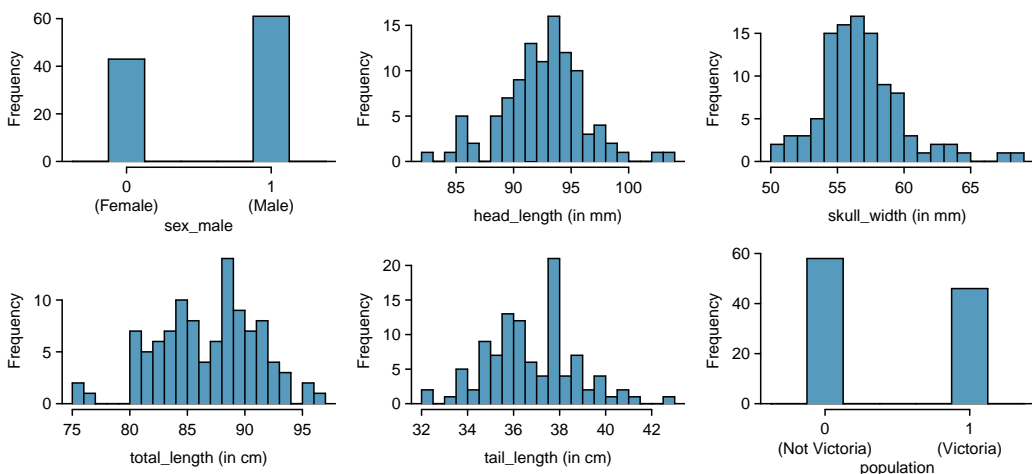 Frequency
0
20
40
60
0
(Female)
1
(Male)
sex_male
Frequency
0
5
10
15
85
90
95
100
head_length (in mm)
Frequency
0
5
10
15
50
55
60
65
skull_width (in mm)
Frequency
0
5
10
75
80
85
90
95
total_length (in cm)
Frequency
0
5
10
15
20
32
34
36
38
40
42
tail_length (in cm)
Frequency
0
20
40
60
0
(Not Victoria)
1
(Victoria)
population